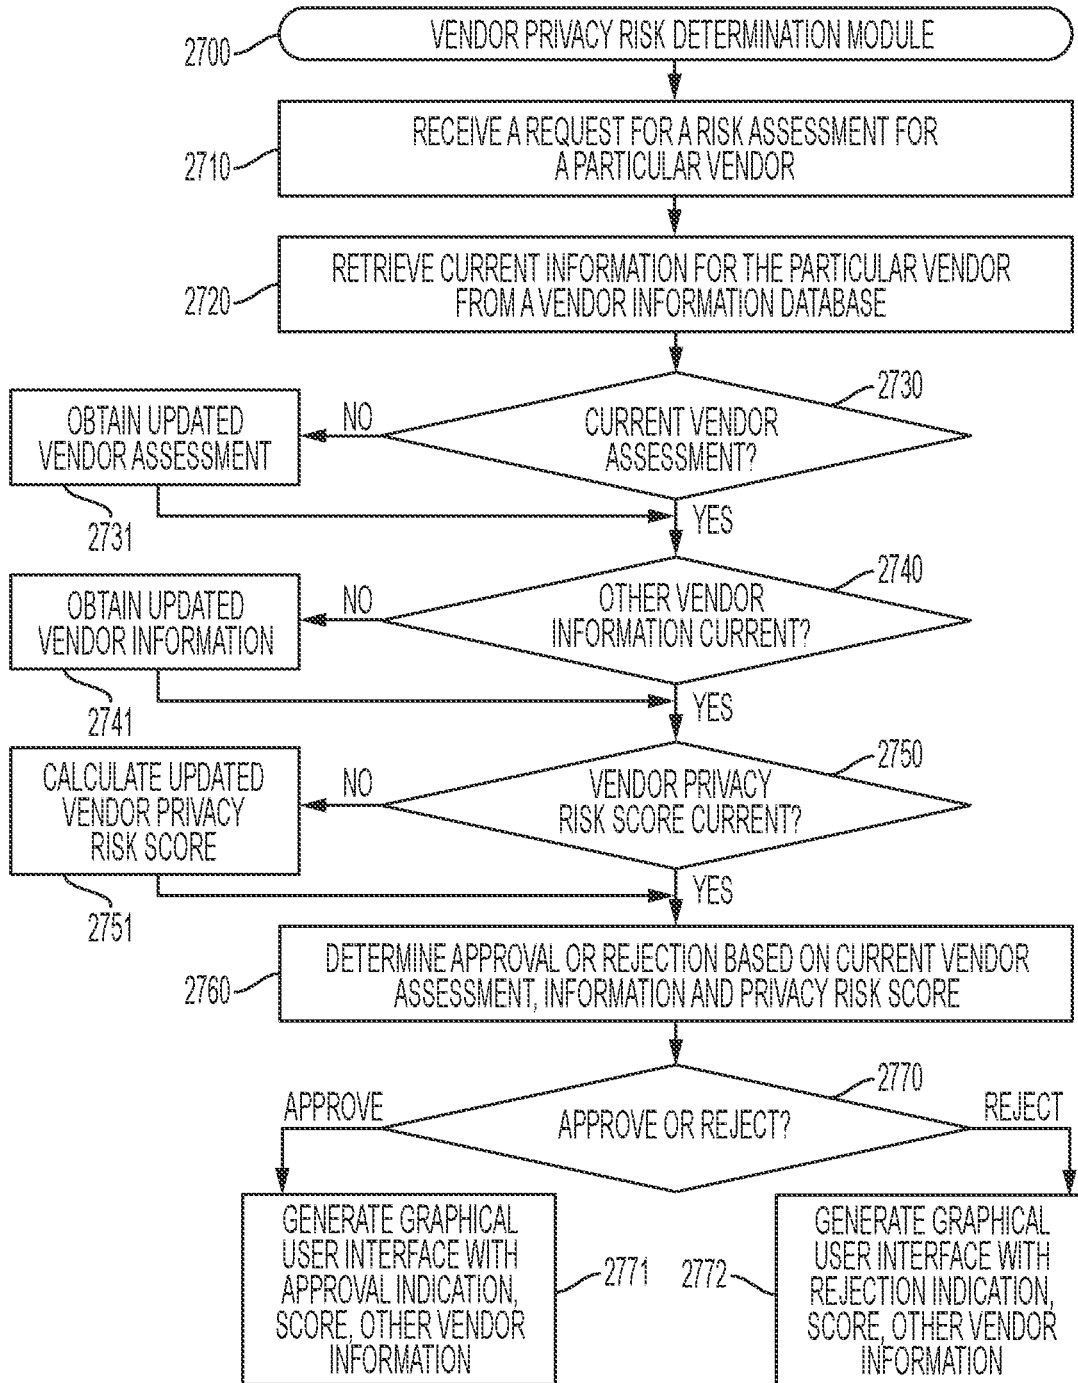 VENDOR PRIVACY RISK DETERMINATION MODULE
2700
RECEIVE A REQUEST FOR A RISK ASSESSMENT FOR
A PARTICULAR VENDOR
2710
RETRIEVE CURRENT INFORMATION FOR THE PARTICULAR VENDOR
FROM A VENDOR INFORMATION DATABASE
2720
2730
CURRENT VENDOR
ASSESSMENT?
NO
OBTAIN UPDATED
VENDOR ASSESSMENT
2731
YES
2740
OTHER VENDOR
INFORMATION CURRENT?
NO
OBTAIN UPDATED
VENDOR INFORMATION
2741
YES
2750
VENDOR PRIVACY
RISK SCORE CURRENT?
NO
CALCULATE UPDATED
VENDOR PRIVACY
RISK SCORE
2751
YES
DETERMINE APPROVAL OR REJECTION BASED ON CURRENT VENDOR
ASSESSMENT, INFORMATION AND PRIVACY RISK SCORE
2760
2770
APPROVE OR REJECT?
APPROVE
REJECT
GENERATE GRAPHICAL
USER INTERFACE WITH
APPROVAL INDICATION,
SCORE, OTHER VENDOR
INFORMATION
2771
2772
GENERATE GRAPHICAL
USER INTERFACE WITH
REJECTION INDICATION,
SCORE, OTHER VENDOR
INFORMATION